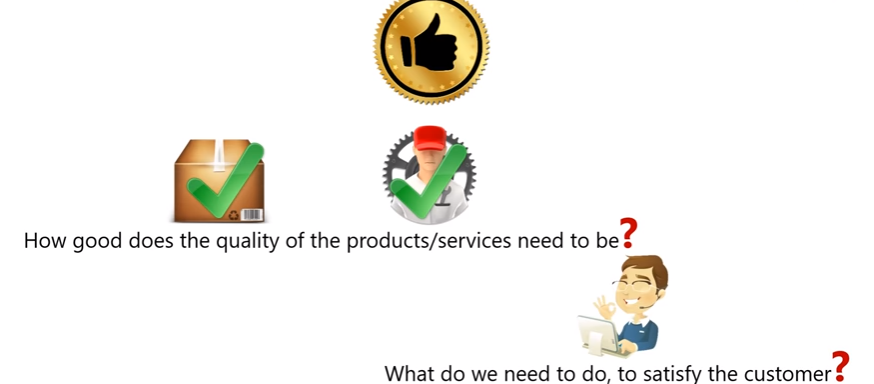 How good does the quality of the products/services need to be?
What do we need to do, to satisfy the customer?